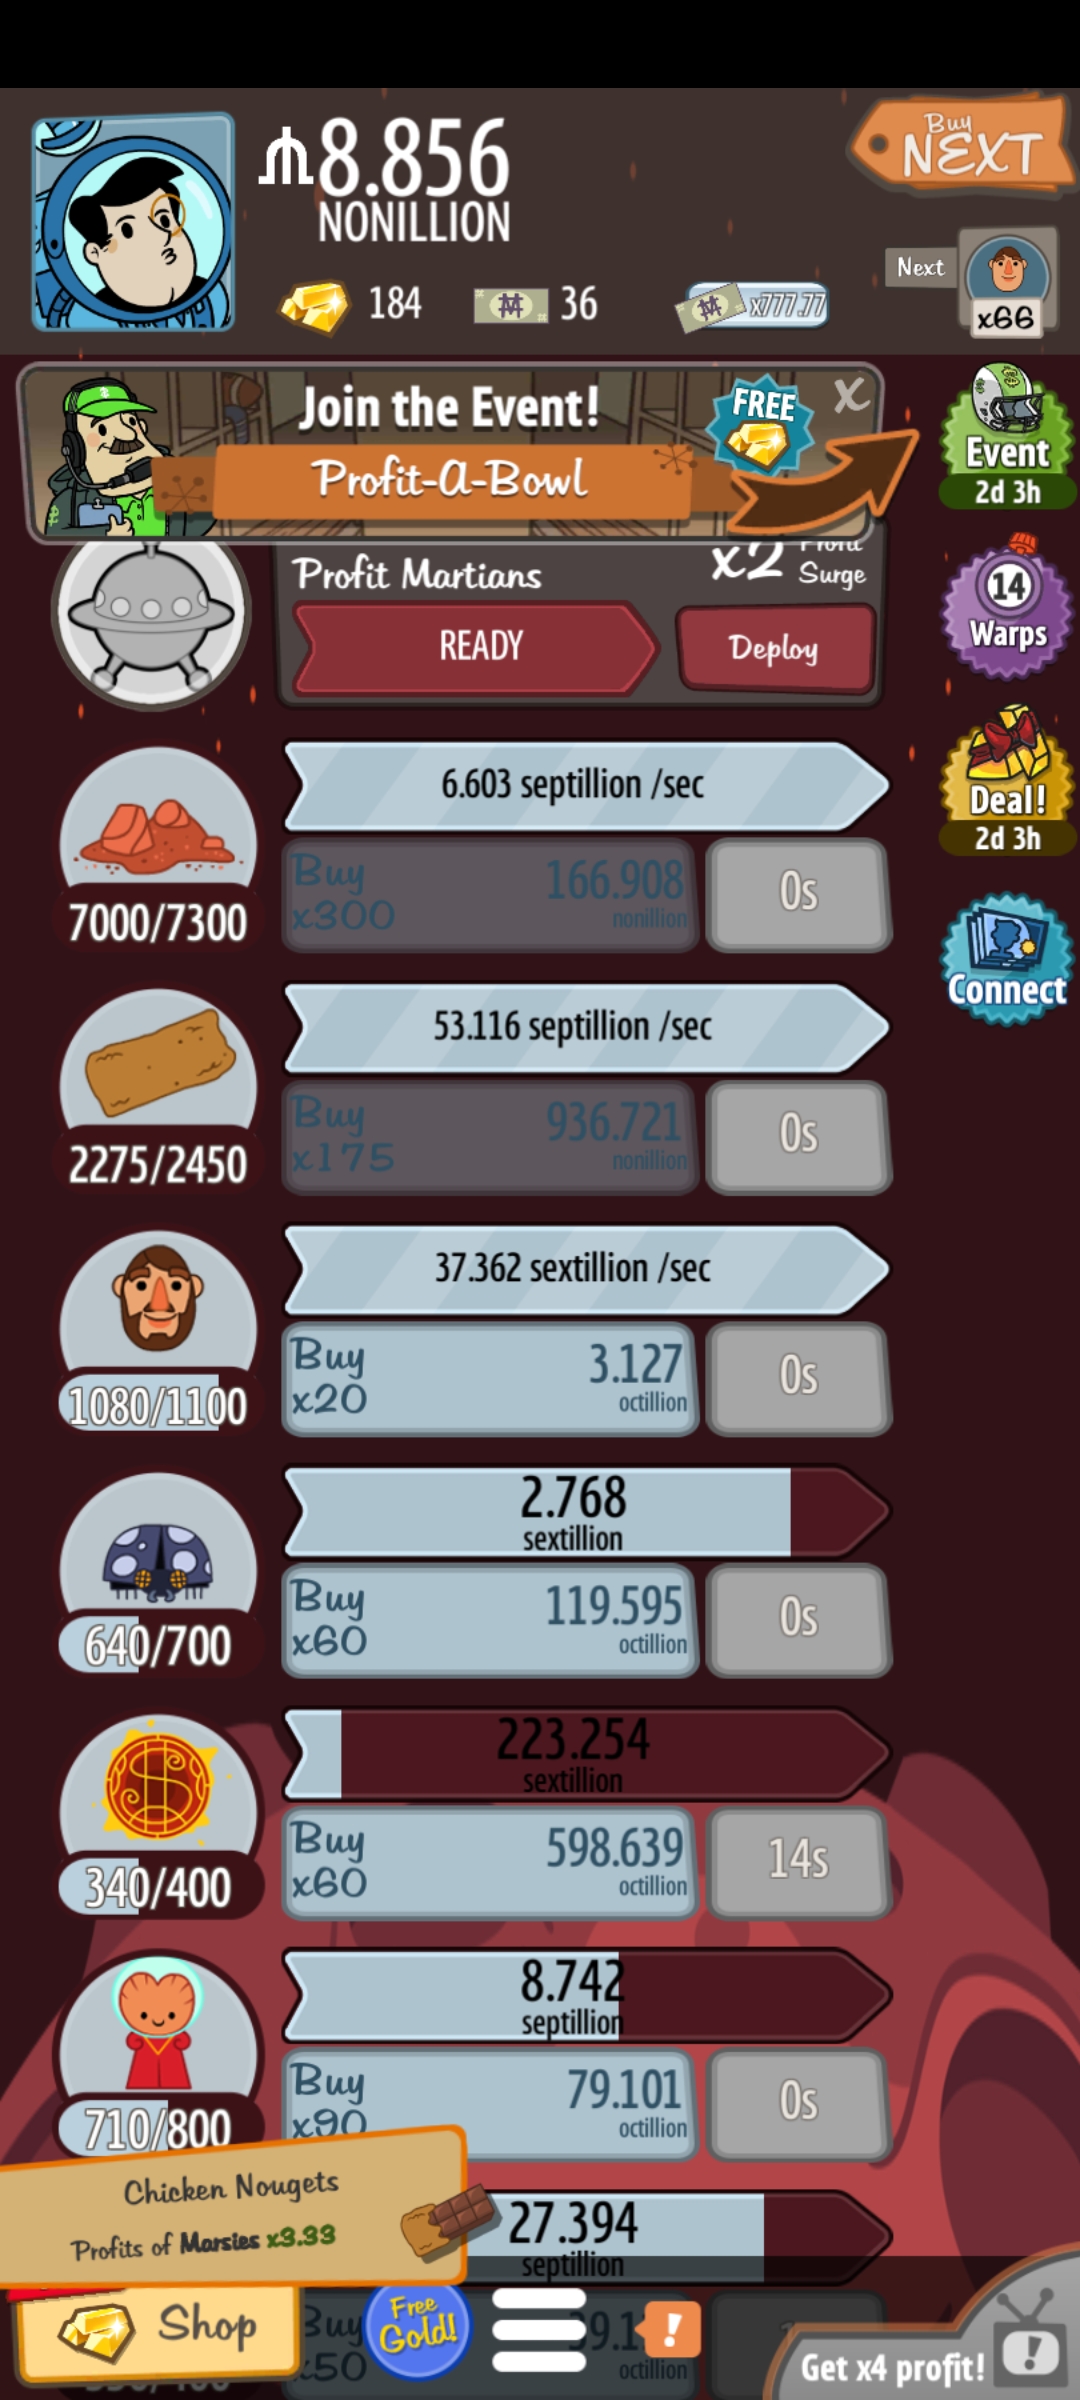 8.856
NONILLION
Buy
NEXT
Next
x66
184
36
x777.77
Join the Event!
FREE
Profit-A-Bowl
Event
2d 3h
Profit Martians
x2 Profit
Surge
READY
Deploy
14
Warps
6.603 septillion /sec
Buy
x300
166.908
nonillion
0s
7000/7300
Deal!
2d 3h
53.116 septillion /sec
Buy
x175
936.721
nonillion
0s
2275/2450
Connect
37.362 sextillion /sec
Buy
x20
3.127
octillion
0s
1080/1100
2.768
sextillion
Buy
x60
119.595
octillion
0s
640/700
223.254
sextillion
Buy
x60
598.639
octillion
14s
340/400
8.742
septillion
Buy
x90
79.101
octillion
0s
710/800
Chicken Nougets
Profits of Marsies x3.33
27.394
septillion
Shop
Buy
x50
Free
Gold!
!
octillion
Get x4 profit!
!